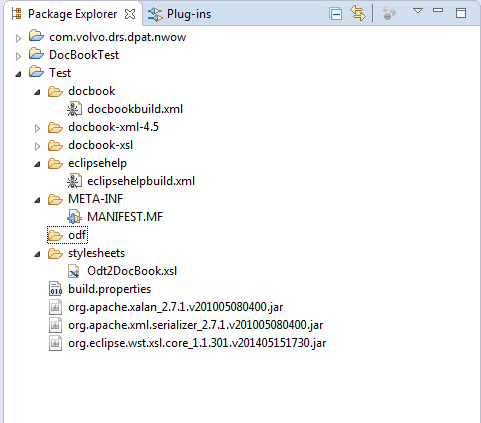 Package Explorer Plug-ins
com.volvo.drs.dpat.nwow
DocBookTest
Test
docbook
docbookbuild.xml
docbook-xml-4.5
docbook-xsl
eclipsehelp
eclipsehelpbuild.xml
META-INF
MANIFEST.MF
odf
stylesheets
Odt2DocBook.xsl
build.properties
org.apache.xalan_2.7.1.v201005080400.jar
org.apache.xml.serializer_2.7.1.v201005080400.jar
org.eclipse.wst.xsl.core_1.1.301.v201405151730.jar